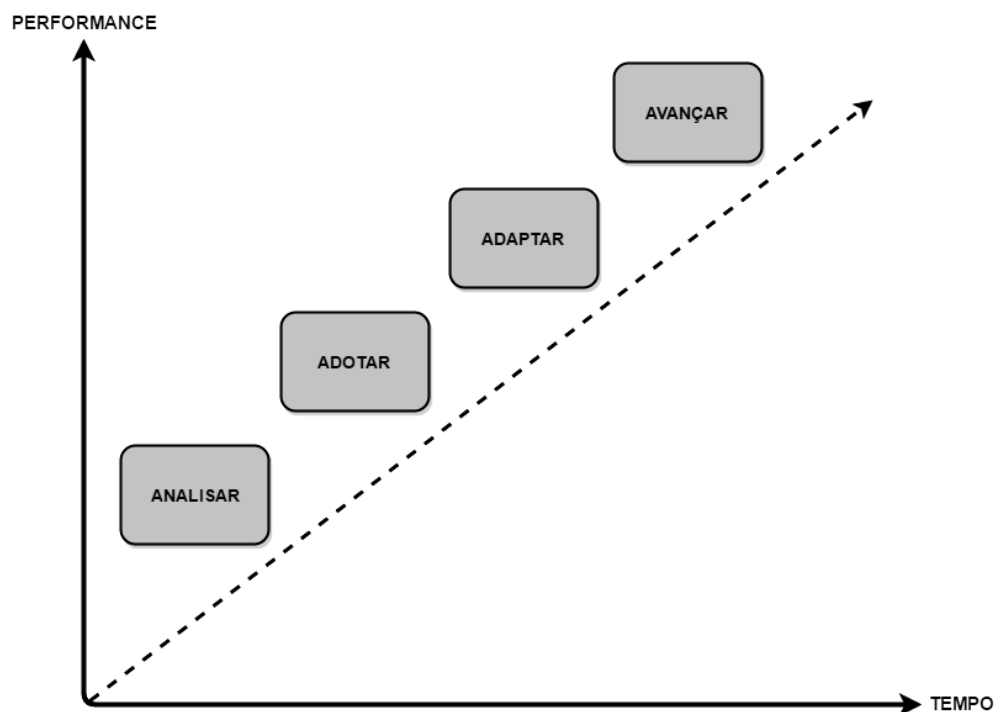 PERFORMANCE
AVANÇAR
ADAPTAR
ADOTAR
ANALISAR
TEMPO